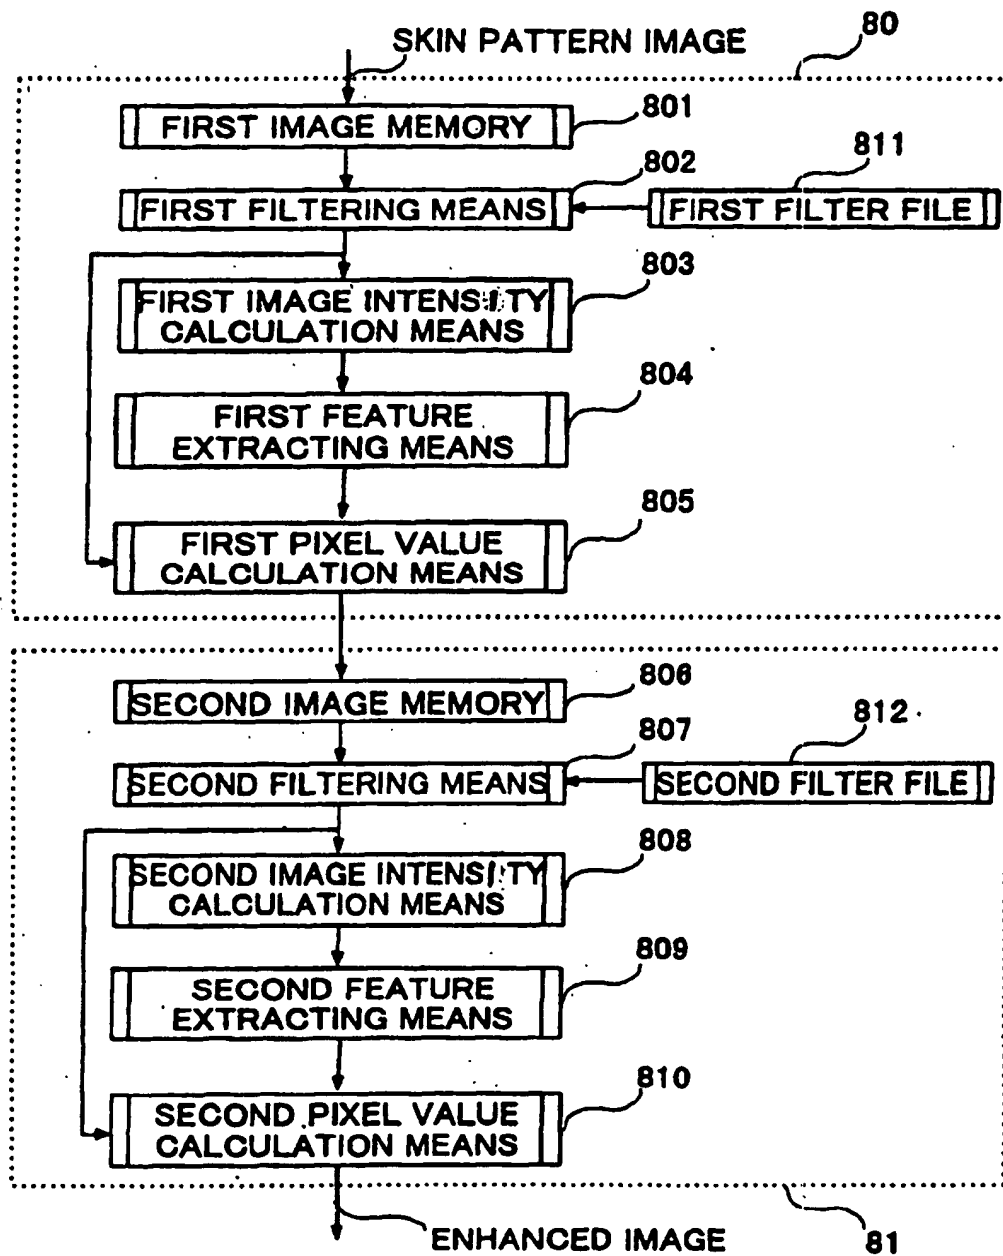 SKIN PATTERN IMAGE
80
FIRST IMAGE MEMORY
801
802
811
FIRST FILTERING MEANS
FIRST FILTER FILE
803
FIRST IMAGE INTENSITY
CALCULATION MEANS
804
FIRST FEATURE
EXTRACTING MEANS
805
FIRST PIXEL VALUE
CALCULATION MEANS
806
SECOND IMAGE MEMORY
807
812
SECOND FILTERING MEANS
SECOND FILTER FILE
808
SECOND IMAGE INTENSITY
CALCULATION MEANS
809
SECOND FEATURE
EXTRACTING MEANS
810
SECOND PIXEL VALUE
CALCULATION MEANS
ENHANCED IMAGE
81